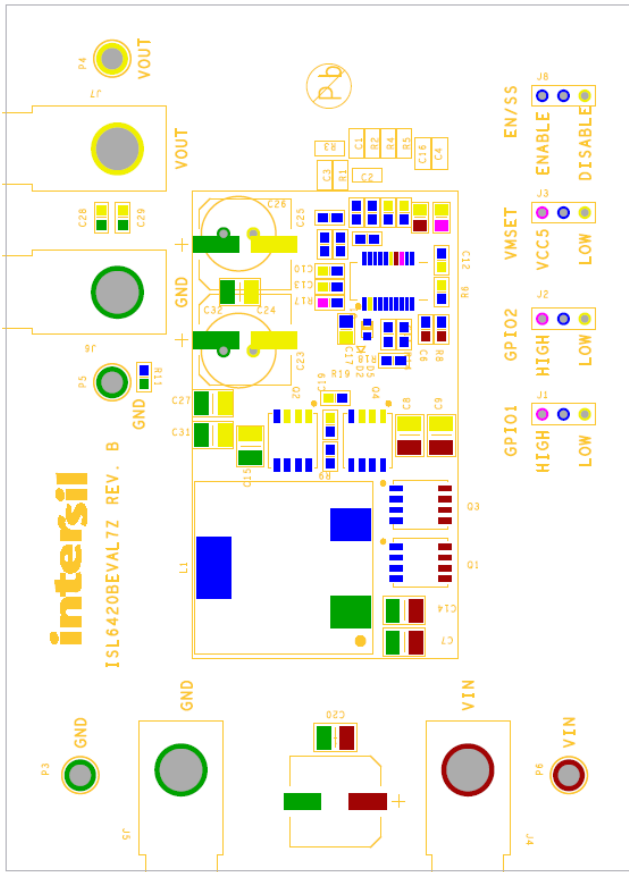 P4
VOUT
J7
VOUT
Pb
J8
EN/SS
ENABLE
DISABLE
R3
C1
R2
R4
R5
C16
C4
C3
R1
C2
J3
VMSET
VCC5
LOW
C28
C29
C26
C25
GND
C10
C13
R17
C12
C32
C24
J2
GPIO2
HIGH
LOW
J6
C23
C17
R18
D2
D5
C6
R6
P5
R11
GND
C27
C31
C15
Q2
Q4
R9
C8
C9
J1
GPIO1
HIGH
LOW
intersil
ISL6420BEVAL7Z REV. B
L1
Q3
Q1
C14
C7
P3
GND
GND
J5
C20
VIN
J4
P6
VIN